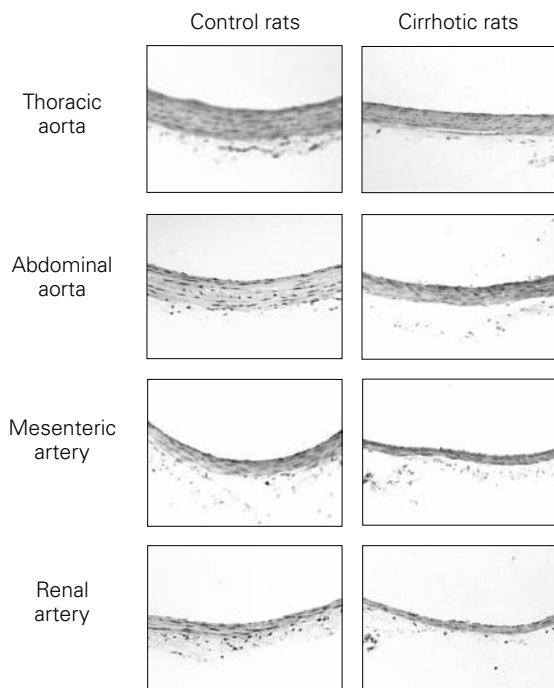 Control rats
Cirrhotic rats
Thoracic
aorta
Abdominal
aorta
Mesenteric
artery
Renal
artery